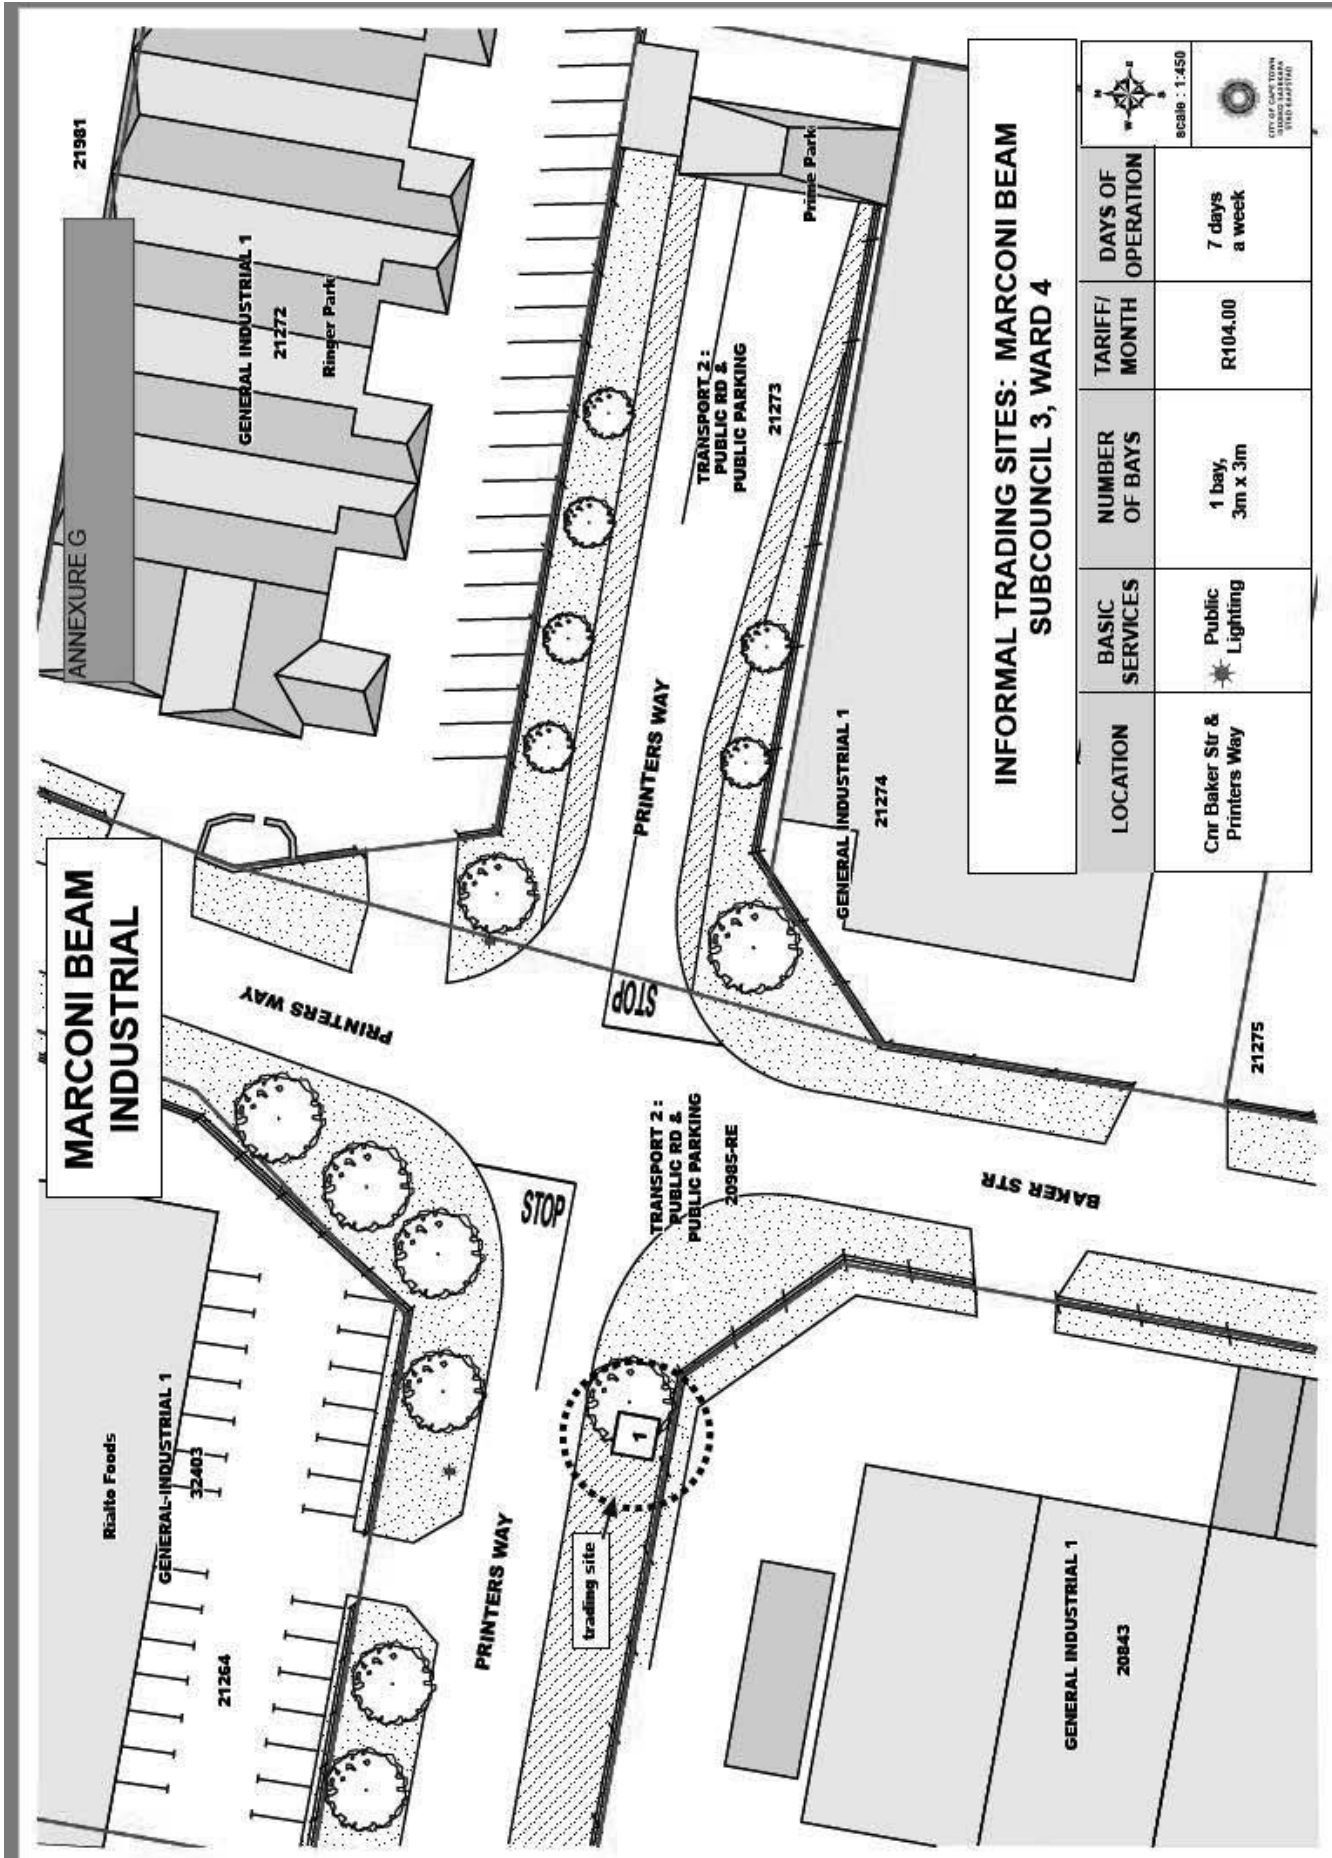 ANNEXURE G
MARCONI BEAM
INDUSTRIAL
21981
GENERAL INDUSTRIAL 1
21272
Ringer Park
Prime Park
TRANSPORT 2 :
PUBLIC RD &
PUBLIC PARKING
21273
PRINTERS WAY
PRINTERS WAY
STOP
GENERAL INDUSTRIAL 1
21274
21275
Rialto Foods
GENERAL INDUSTRIAL 1
32403
21264
STOP
TRANSPORT 2 :
PUBLIC RD &
PUBLIC PARKING
20985-RE
BAKER STR
PRINTERS WAY
trading site
1
GENERAL INDUSTRIAL 1
20843
INFORMAL TRADING SITES: MARCONI BEAM
SUBCOUNCIL 3, WARD 4
LOCATION
BASIC
SERVICES
NUMBER
OF BAYS
TARIFF/
MONTH
DAYS OF
OPERATION
Cnr Baker Str &
Printers Way
Public
Lighting
1 bay,
3m x 3m
R104.00
7 days
a week
N
W E
S
scale : 1:450
CITY OF CAPE TOWN
ISIXEKO SASEKAPA
STAD KAAPSTAD